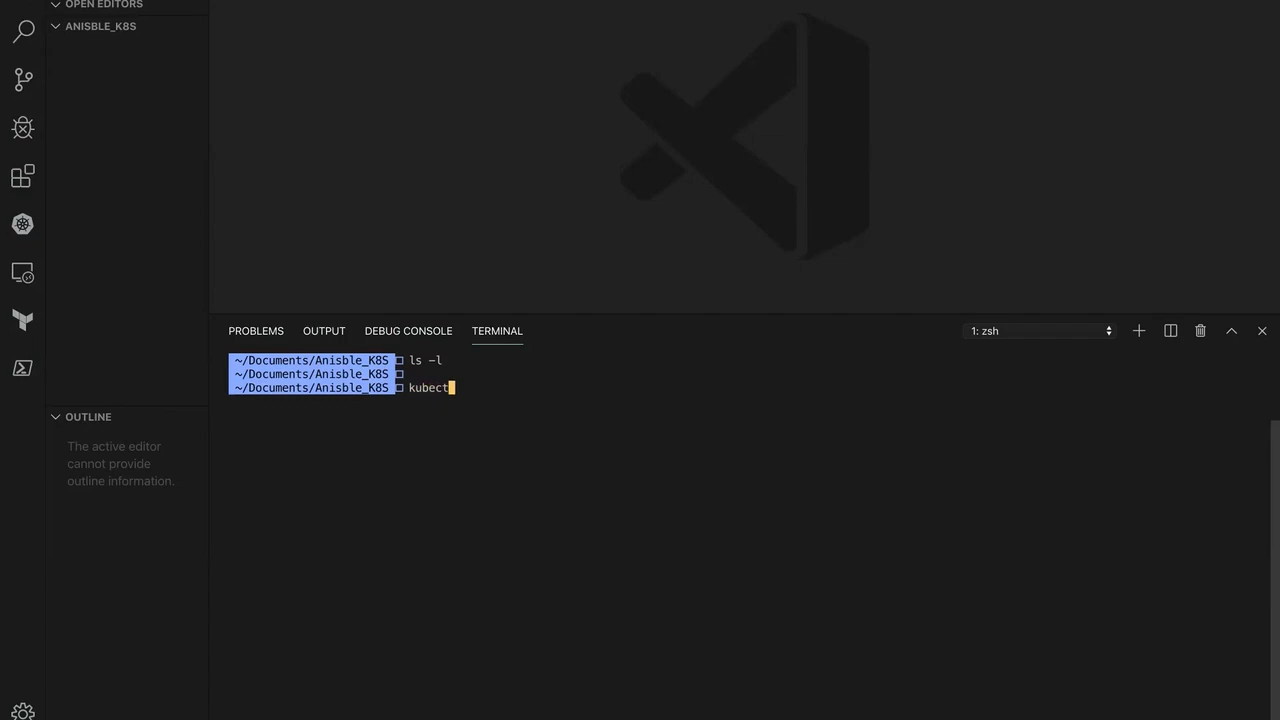 OPEN EDITORS
ANISBLE_K8S
PROBLEMS OUTPUT DEBUG CONSOLE TERMINAL
1: zsh
~/Documents/Anisble_K8S ls -l
~/Documents/Anisble_K8S
~/Documents/Anisble_K8S kubect
OUTLINE
The active editor
cannot provide
outline information.